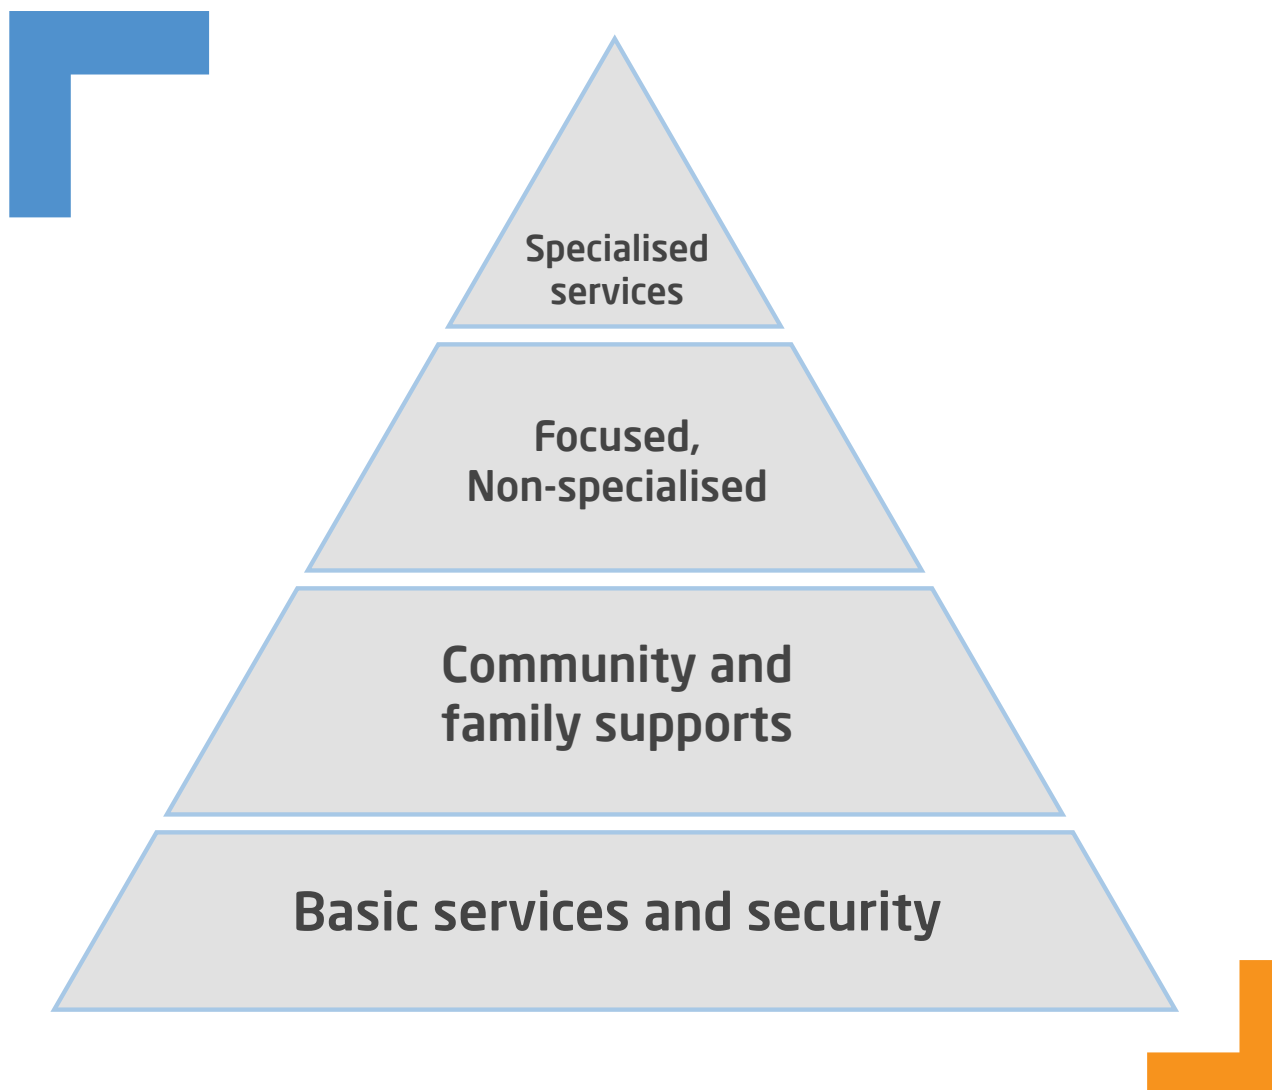 Specialised
services
Focused,
Non-specialised
Community and
family supports
Basic services and security